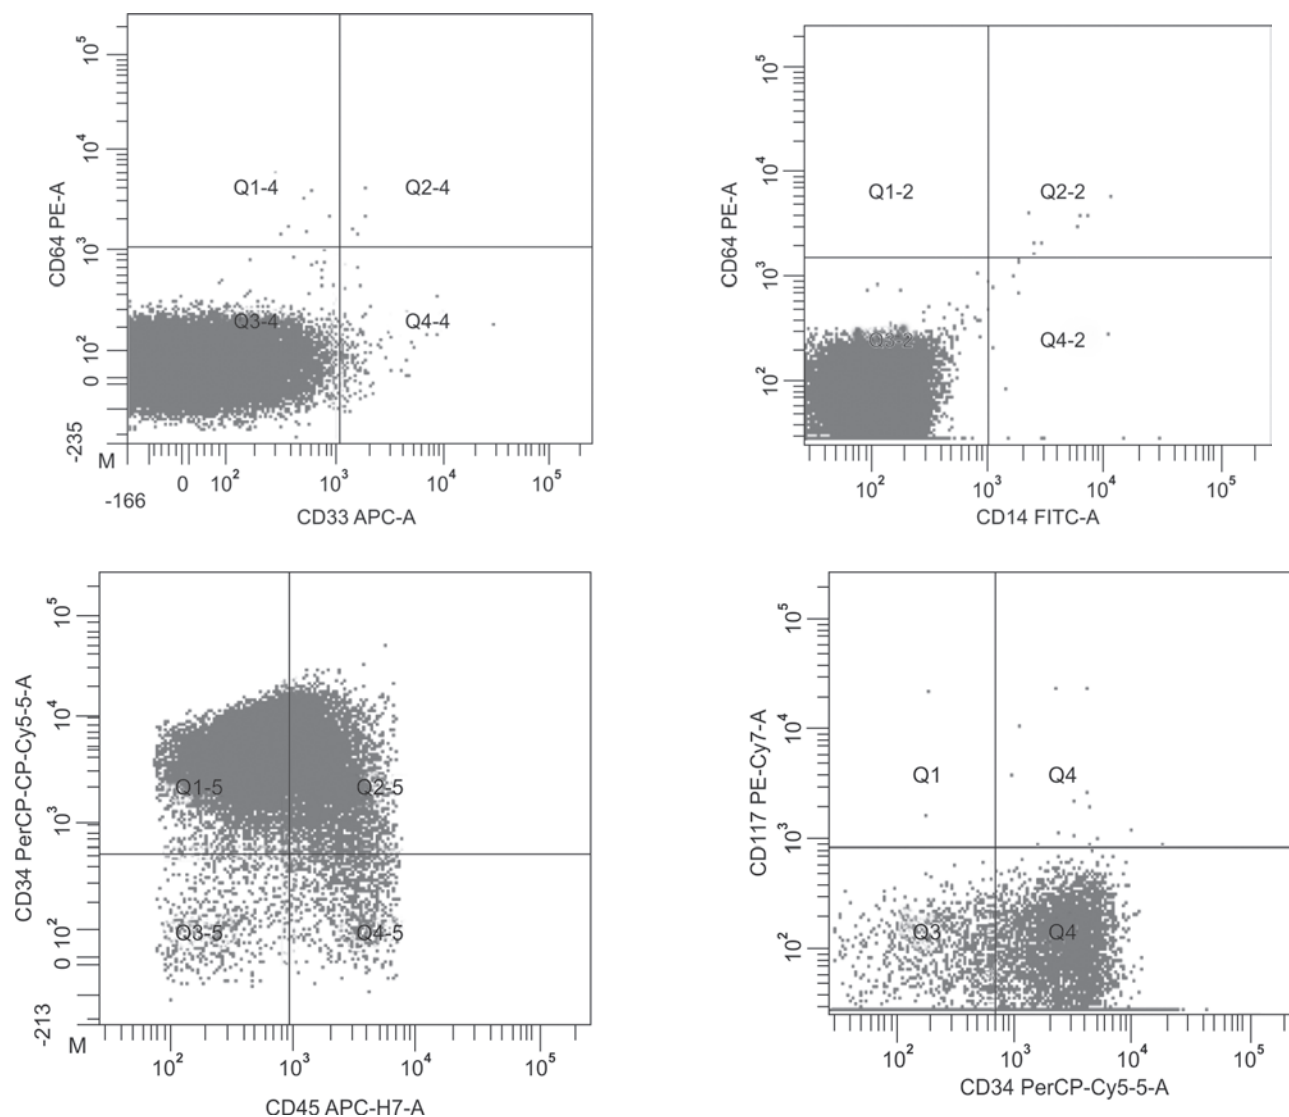 10^5
10^4
10^3
10^2
0
-235
CD64 PE-A
Q1-4
Q2-4
Q3-4
Q4-4
M
-166
0
10^2
10^3
10^4
10^5
CD33 APC-A
10^5
10^4
10^3
10^2
CD64 PE-A
Q1-2
Q2-2
Q4-2
10^2
10^3
10^4
10^5
CD14 FITC-A
10^5
10^4
10^3
10^2
0
-213
CD34 PerCP-CP-Cy5-5-A
Q1-5
Q2-5
Q3-5
Q4-5
M
10^2
10^3
10^4
10^5
CD45 APC-H7-A
10^5
10^4
10^3
10^2
CD117 PE-Cy7-A
Q1
Q4
Q3
Q4
10^2
10^3
10^4
10^5
CD34 PerCP-Cy5-5-A